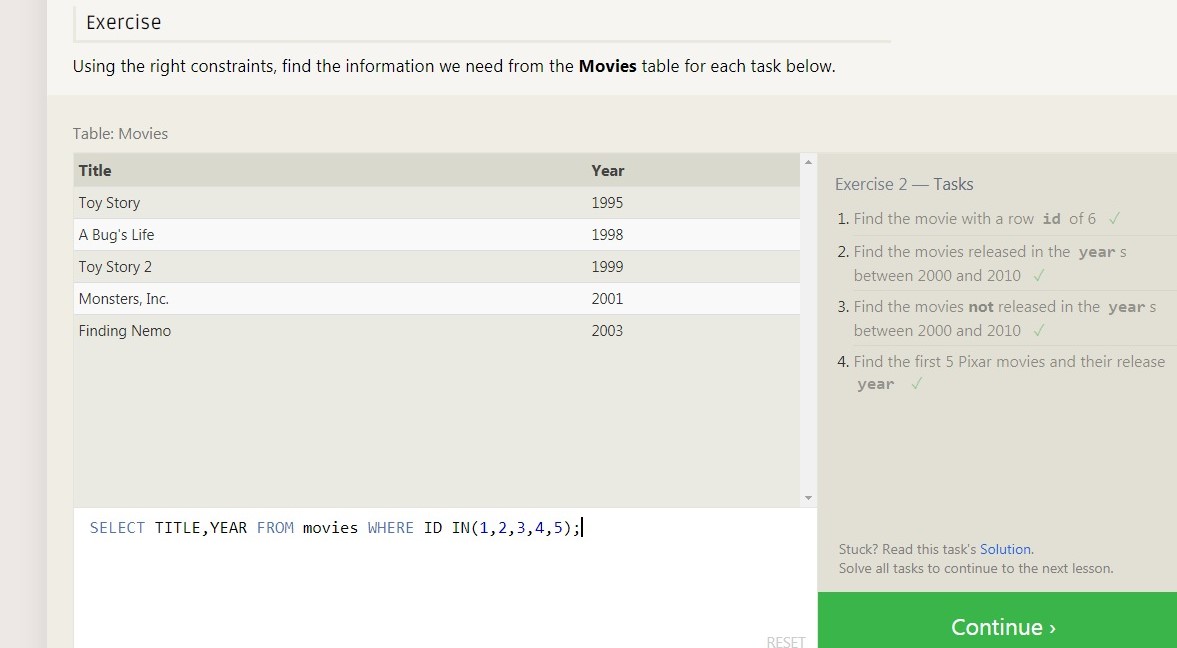 Exercise
Using the right constraints, find the information we need from the Movies table for each task below.
Table: Movies
Title Year
Toy Story 1995
A Bug's Life 1998
Toy Story 2 1999
Monsters, Inc. 2001
Finding Nemo 2003
SELECT TITLE,YEAR FROM movies WHERE ID IN(1,2,3,4,5);
RESET
Exercise 2 — Tasks
1. Find the movie with a row id of 6 ✓
2. Find the movies released in the year s
between 2000 and 2010 ✓
3. Find the movies not released in the year s
between 2000 and 2010 ✓
4. Find the first 5 Pixar movies and their release
year ✓
Stuck? Read this task's Solution.
Solve all tasks to continue to the next lesson.
Continue ›